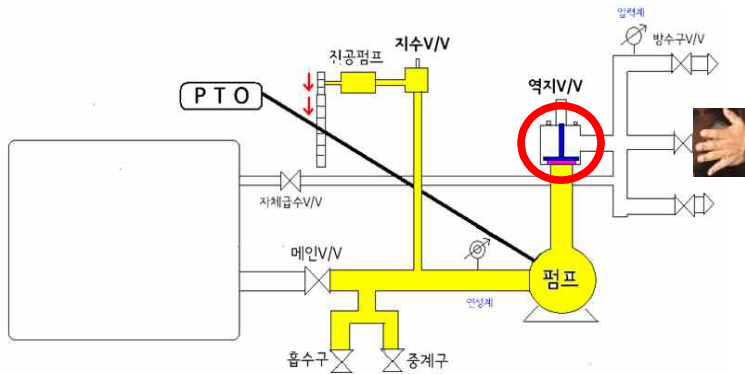 압력계
방수구V/V
지수V/V
진공펌프
역지V/V
PTO
자체급수V/V
메인V/V
연성계
펌프
흡수구
중계구